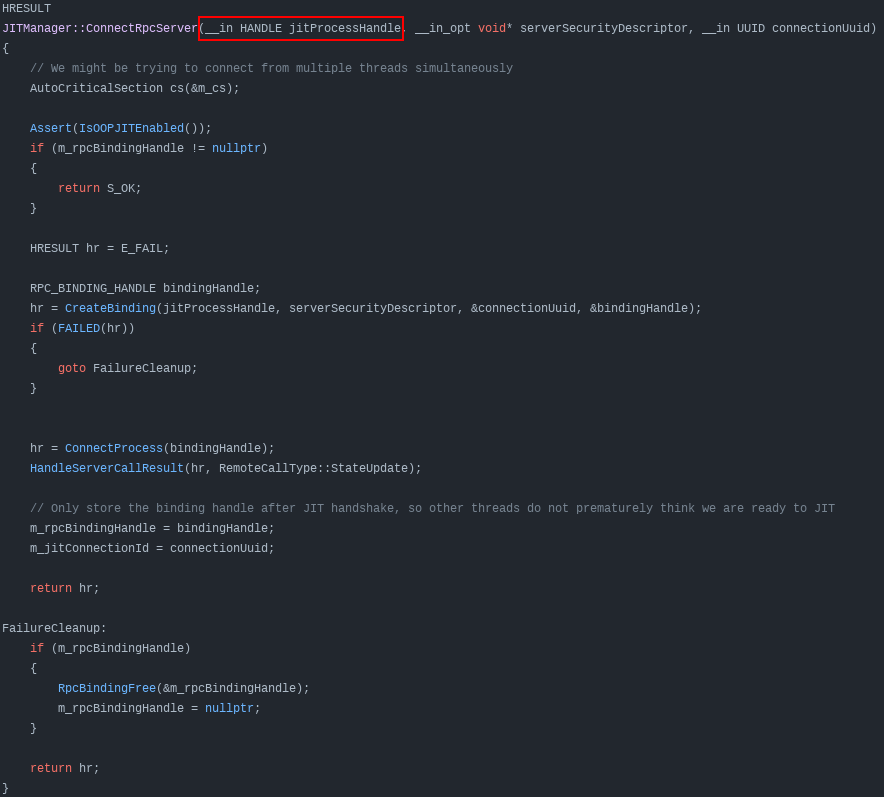 HRESULT
JITManager::ConnectRpcServer(__in HANDLE jitProcessHandle, __in_opt void* serverSecurityDescriptor, __in UUID connectionUuid)
{
    // We might be trying to connect from multiple threads simultaneously
    AutoCriticalSection cs(&m_cs);

    Assert(IsOOPJITEnabled());
    if (m_rpcBindingHandle != nullptr)
    {
        return S_OK;
    }

    HRESULT hr = E_FAIL;

    RPC_BINDING_HANDLE bindingHandle;
    hr = CreateBinding(jitProcessHandle, serverSecurityDescriptor, &connectionUuid, &bindingHandle);
    if (FAILED(hr))
    {
        goto FailureCleanup;
    }


    hr = ConnectProcess(bindingHandle);
    HandleServerCallResult(hr, RemoteCallType::StateUpdate);

    // Only store the binding handle after JIT handshake, so other threads do not prematurely think we are ready to JIT
    m_rpcBindingHandle = bindingHandle;
    m_jitConnectionId = connectionUuid;

    return hr;

FailureCleanup:
    if (m_rpcBindingHandle)
    {
        RpcBindingFree(&m_rpcBindingHandle);
        m_rpcBindingHandle = nullptr;
    }

    return hr;
}